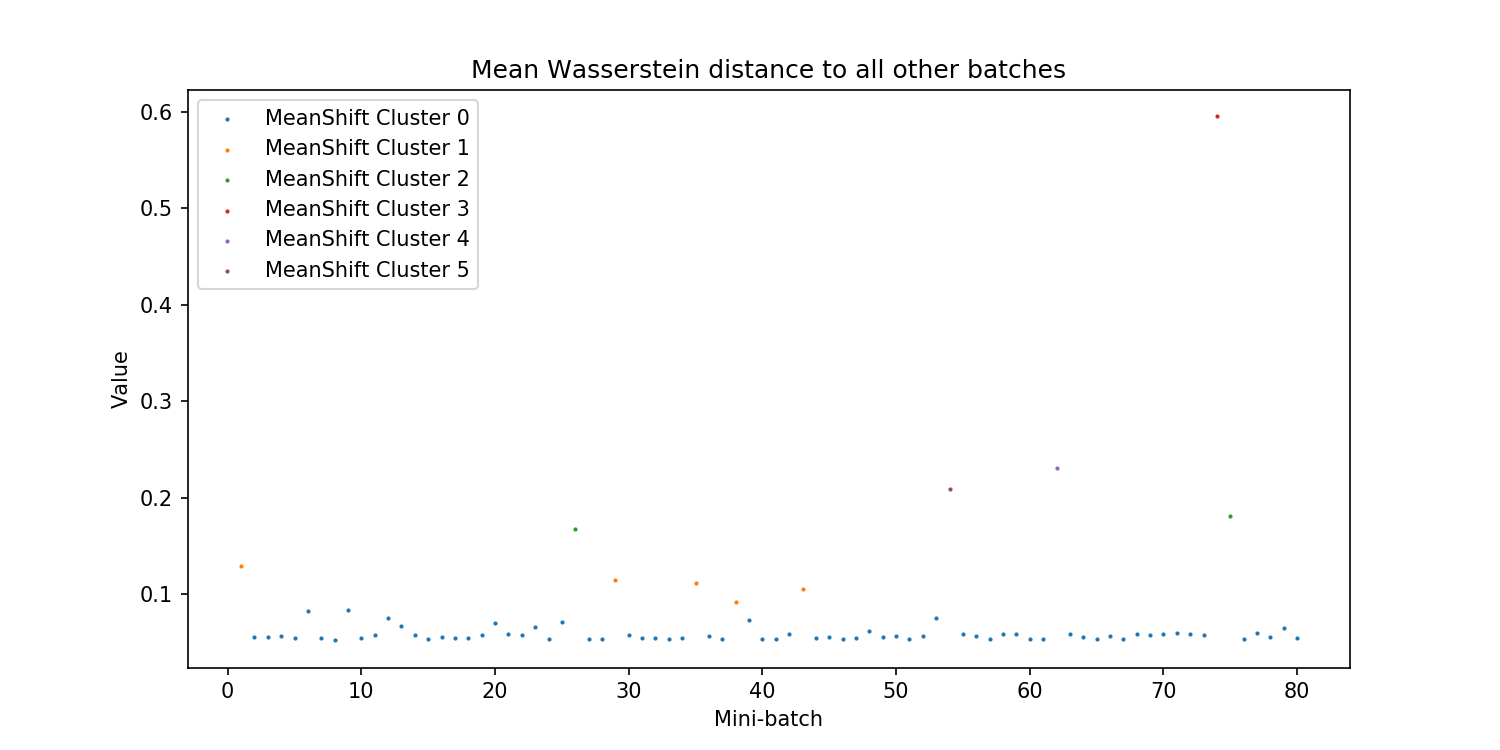 Mean Wasserstein distance to all other batches
MeanShift Cluster 0
MeanShift Cluster 1
MeanShift Cluster 2
MeanShift Cluster 3
MeanShift Cluster 4
MeanShift Cluster 5
0.6
0.5
0.4
0.3
0.2
0.1
Value
0 10 20 30 40 50 60 70 80
Mini-batch